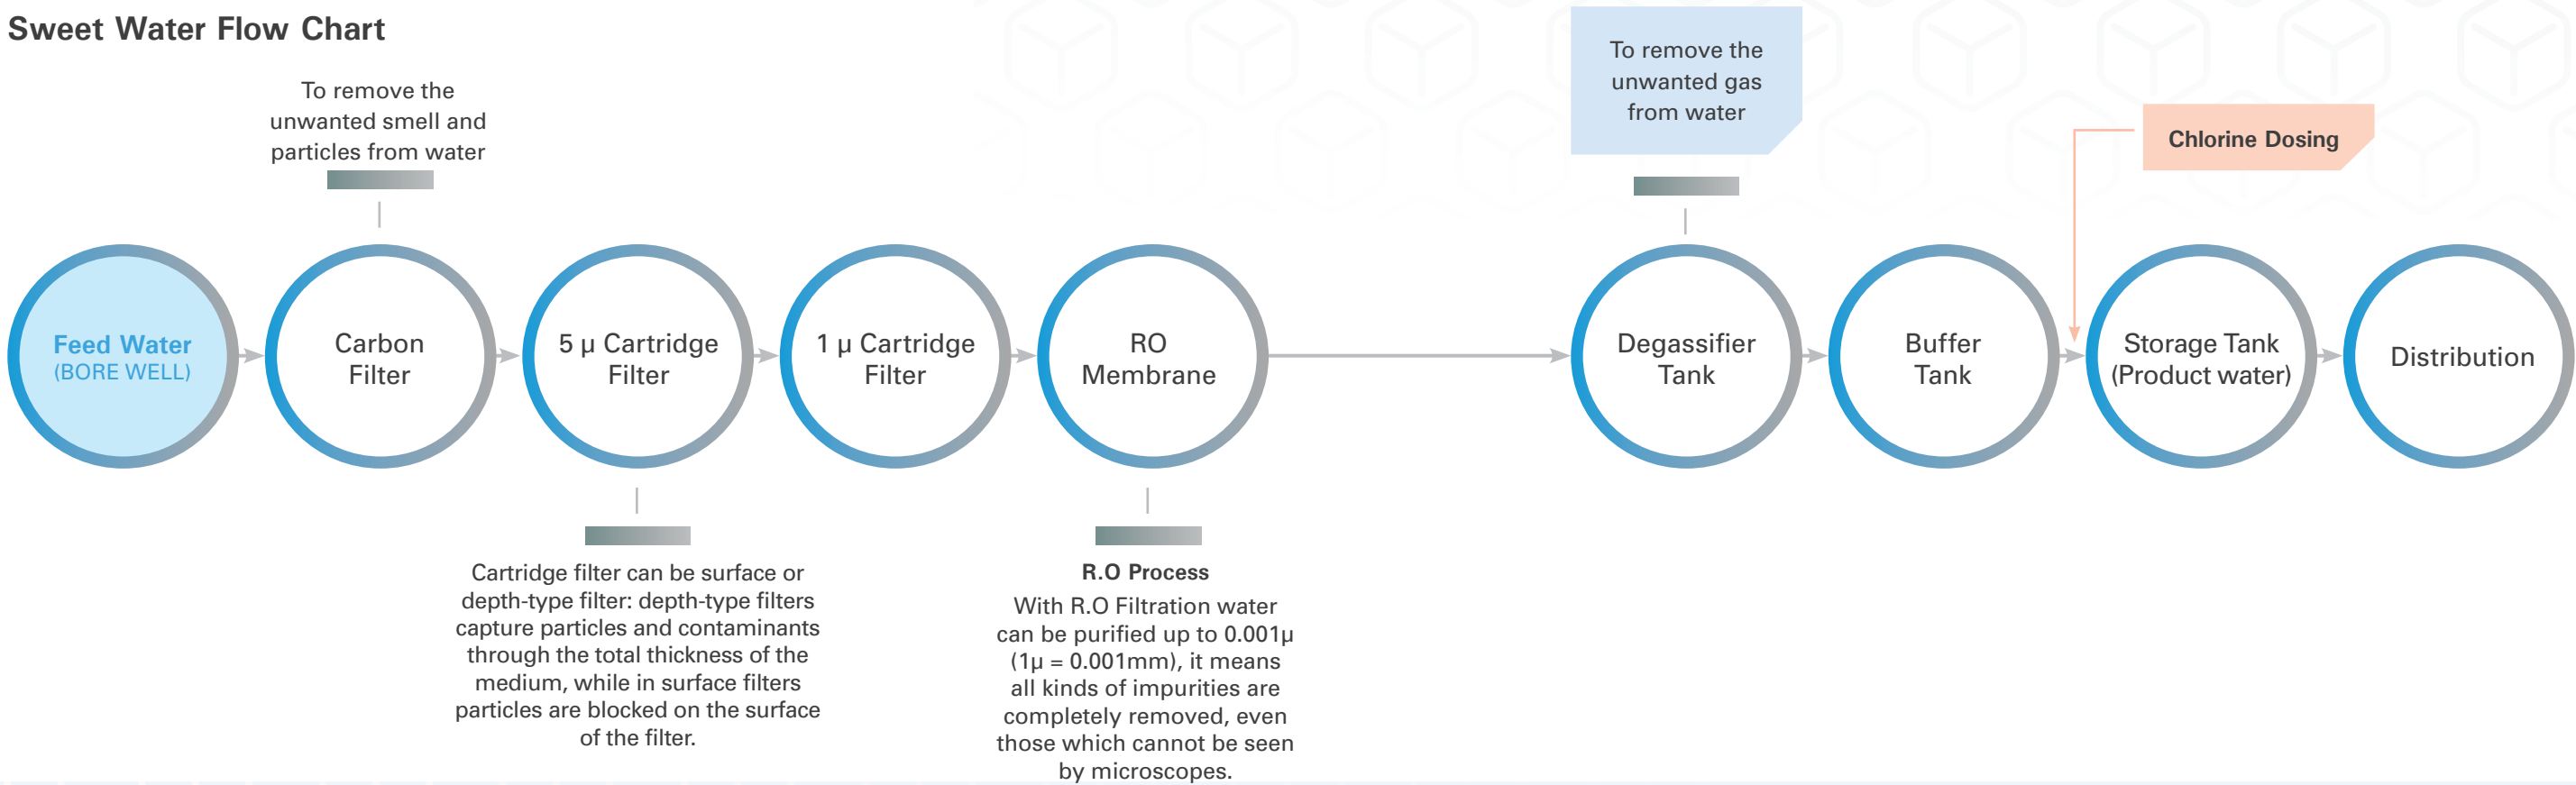 Sweet Water Flow Chart
To remove the
unwanted smell and
particles from water
To remove the
unwanted gas
from water
Chlorine Dosing
Feed Water
(BORE WELL)
Carbon
Filter
5 µ Cartridge
Filter
1 µ Cartridge
Filter
RO
Membrane
Degassifier
Tank
Buffer
Tank
Storage Tank
(Product water)
Distribution
Cartridge filter can be surface or
depth-type filter: depth-type filters
capture particles and contaminants
through the total thickness of the
medium, while in surface filters
particles are blocked on the surface
of the filter.
R.O Process
With R.O Filtration water
can be purified up to 0.001µ
(1µ = 0.001mm), it means
all kinds of impurities are
completely removed, even
those which cannot be seen
by microscopes.